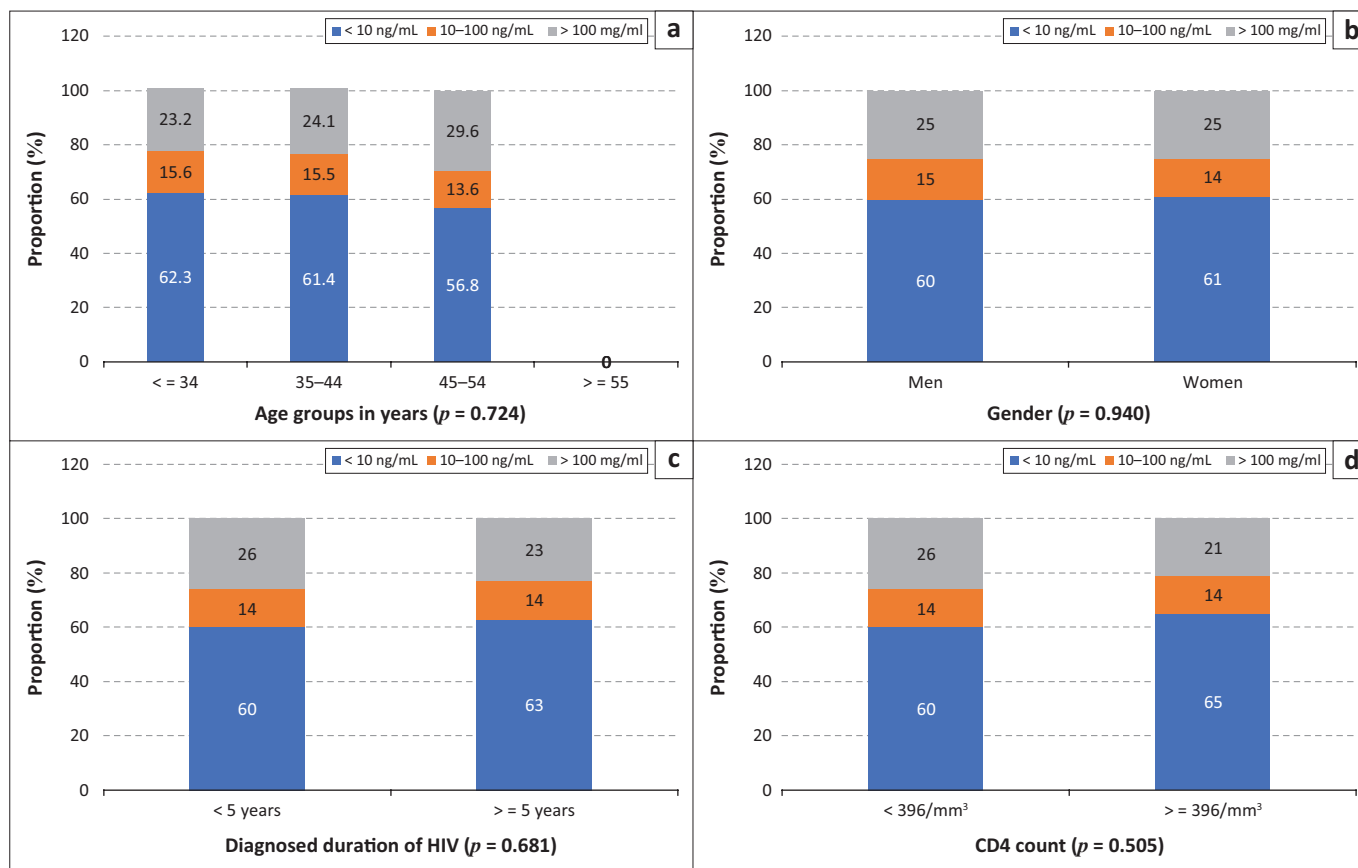 < 10 ng/mL 10–100 ng/mL > 100 mg/ml a
120
100
80
60
40
20
0
Proportion (%)
23.2 24.1 29.6
15.6 15.5 13.6
62.3 61.4 56.8 0
< = 34 35–44 45–54 > = 55
Age groups in years (p = 0.724)
< 10 ng/mL 10–100 ng/mL > 100 mg/ml b
120
100
80
60
40
20
0
Proportion (%)
25 25
15 14
60 61
Men Women
Gender (p = 0.940)
< 10 ng/mL 10–100 ng/mL > 100 mg/ml c
120
100
80
60
40
20
0
Proportion (%)
26 23
14 14
60 63
< 5 years > = 5 years
Diagnosed duration of HIV (p = 0.681)
< 10 ng/mL 10–100 ng/mL > 100 mg/ml d
120
100
80
60
40
20
0
Proportion (%)
26 21
14 14
60 65
< 396/mm³ > = 396/mm³
CD4 count (p = 0.505)